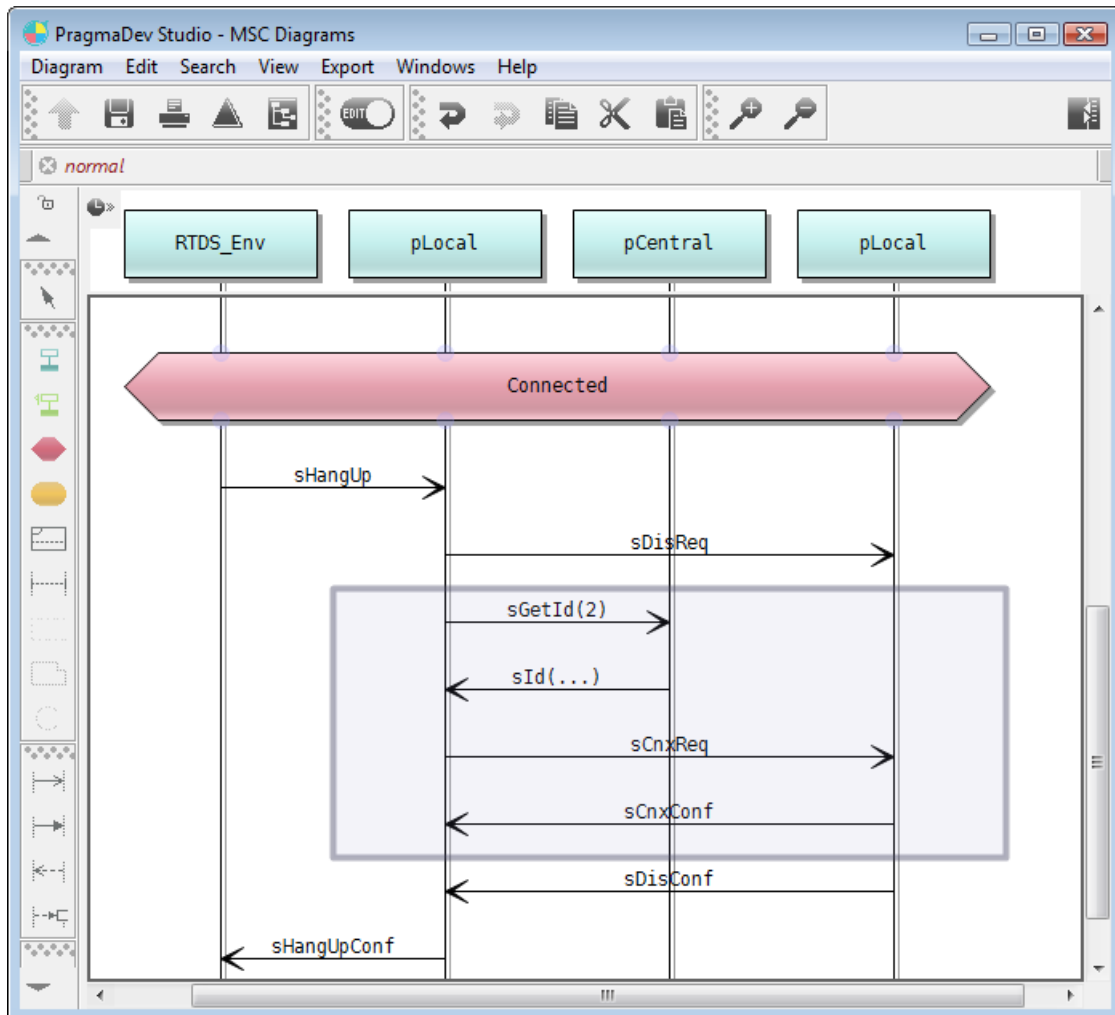 PragmaDev Studio - MSC Diagrams
Diagram Edit Search View Export Windows Help
EDIT
normal
RTDS_Env pLocal pCentral pLocal
Connected
sHangUp
sDisReq
sGetId(2)
sId(...)
sCnxReq
sCnxConf
sDisConf
sHangUpConf